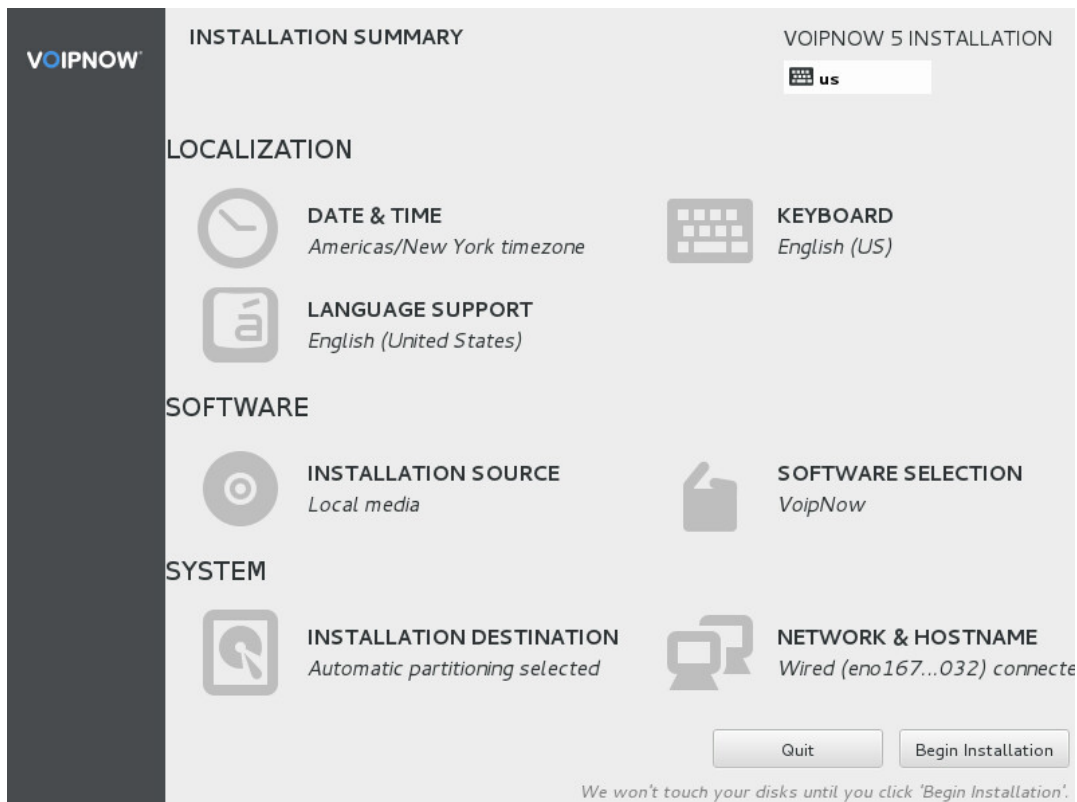 VOIPNOW
INSTALLATION SUMMARY
VOIPNOW 5 INSTALLATION
us
LOCALIZATION
DATE & TIME
Americas/New York timezone
KEYBOARD
English (US)
LANGUAGE SUPPORT
English (United States)
SOFTWARE
INSTALLATION SOURCE
Local media
SOFTWARE SELECTION
VoipNow
SYSTEM
INSTALLATION DESTINATION
Automatic partitioning selected
NETWORK & HOSTNAME
Wired (eno167...032) connecte
Quit
Begin Installation
We won't touch your disks until you click 'Begin Installation'.